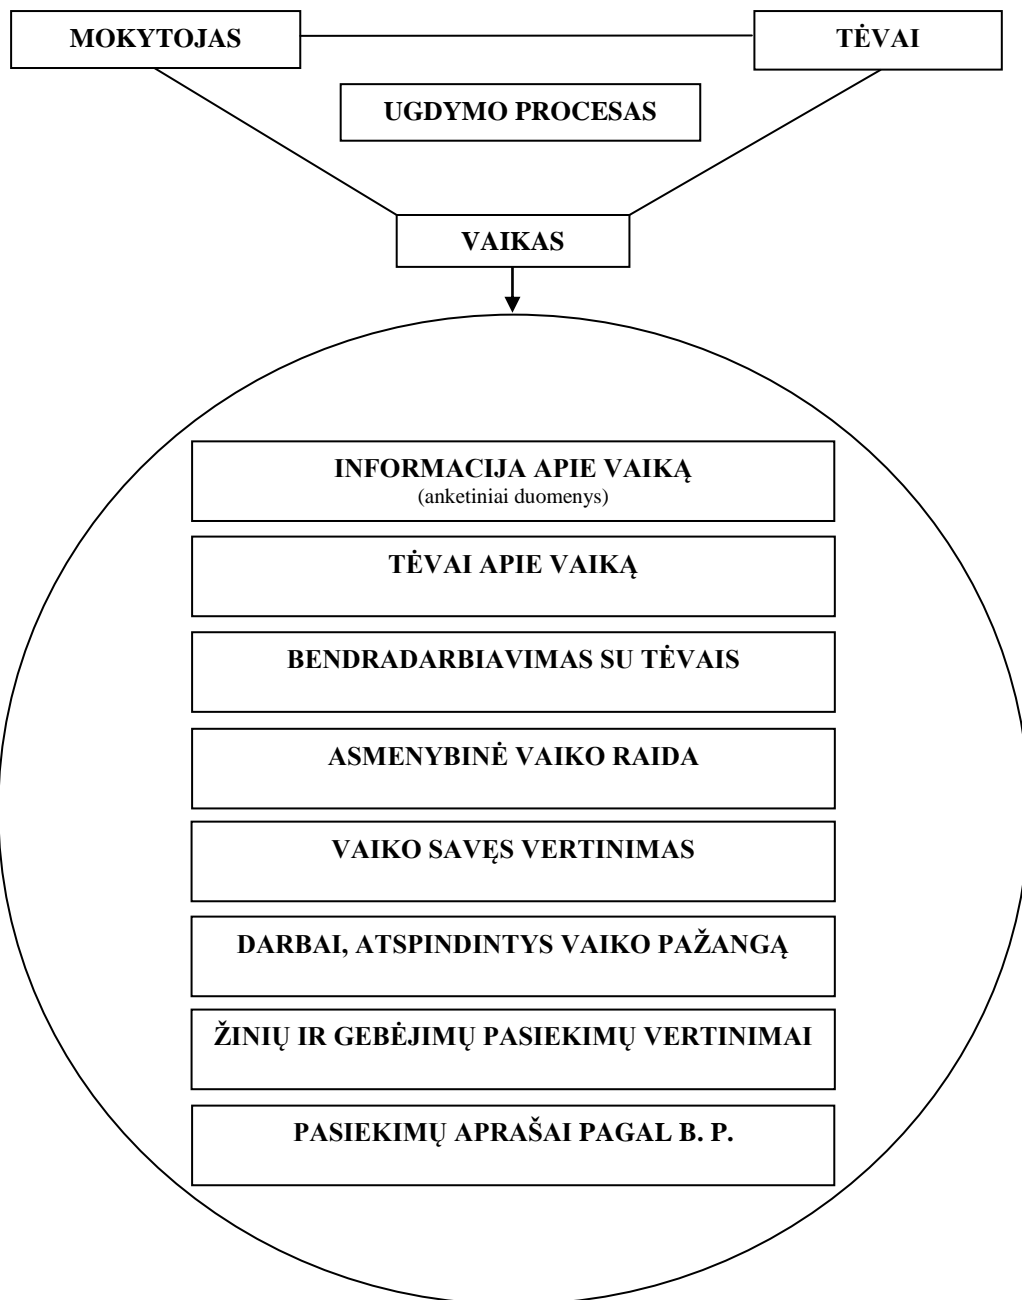 MOKYTOJAS
TĖVAI
UGDYMO PROCESAS
VAIKAS
INFORMACIJA APIE VAIKĄ
(anketiniai duomenys)
TĖVAI APIE VAIKĄ
BENDRADARBIAVIMAS SU TĖVAIS
ASMENYBINĖ VAIKO RAIDA
VAIKO SAVĘS VERTINIMAS
DARBAI, ATSPINDINTYS VAIKO PAŽANGĄ
ŽINIŲ IR GEBĖJIMŲ PASIEKIMŲ VERTINIMAI
PASIEKIMŲ APRAŠAI PAGAL B. P.